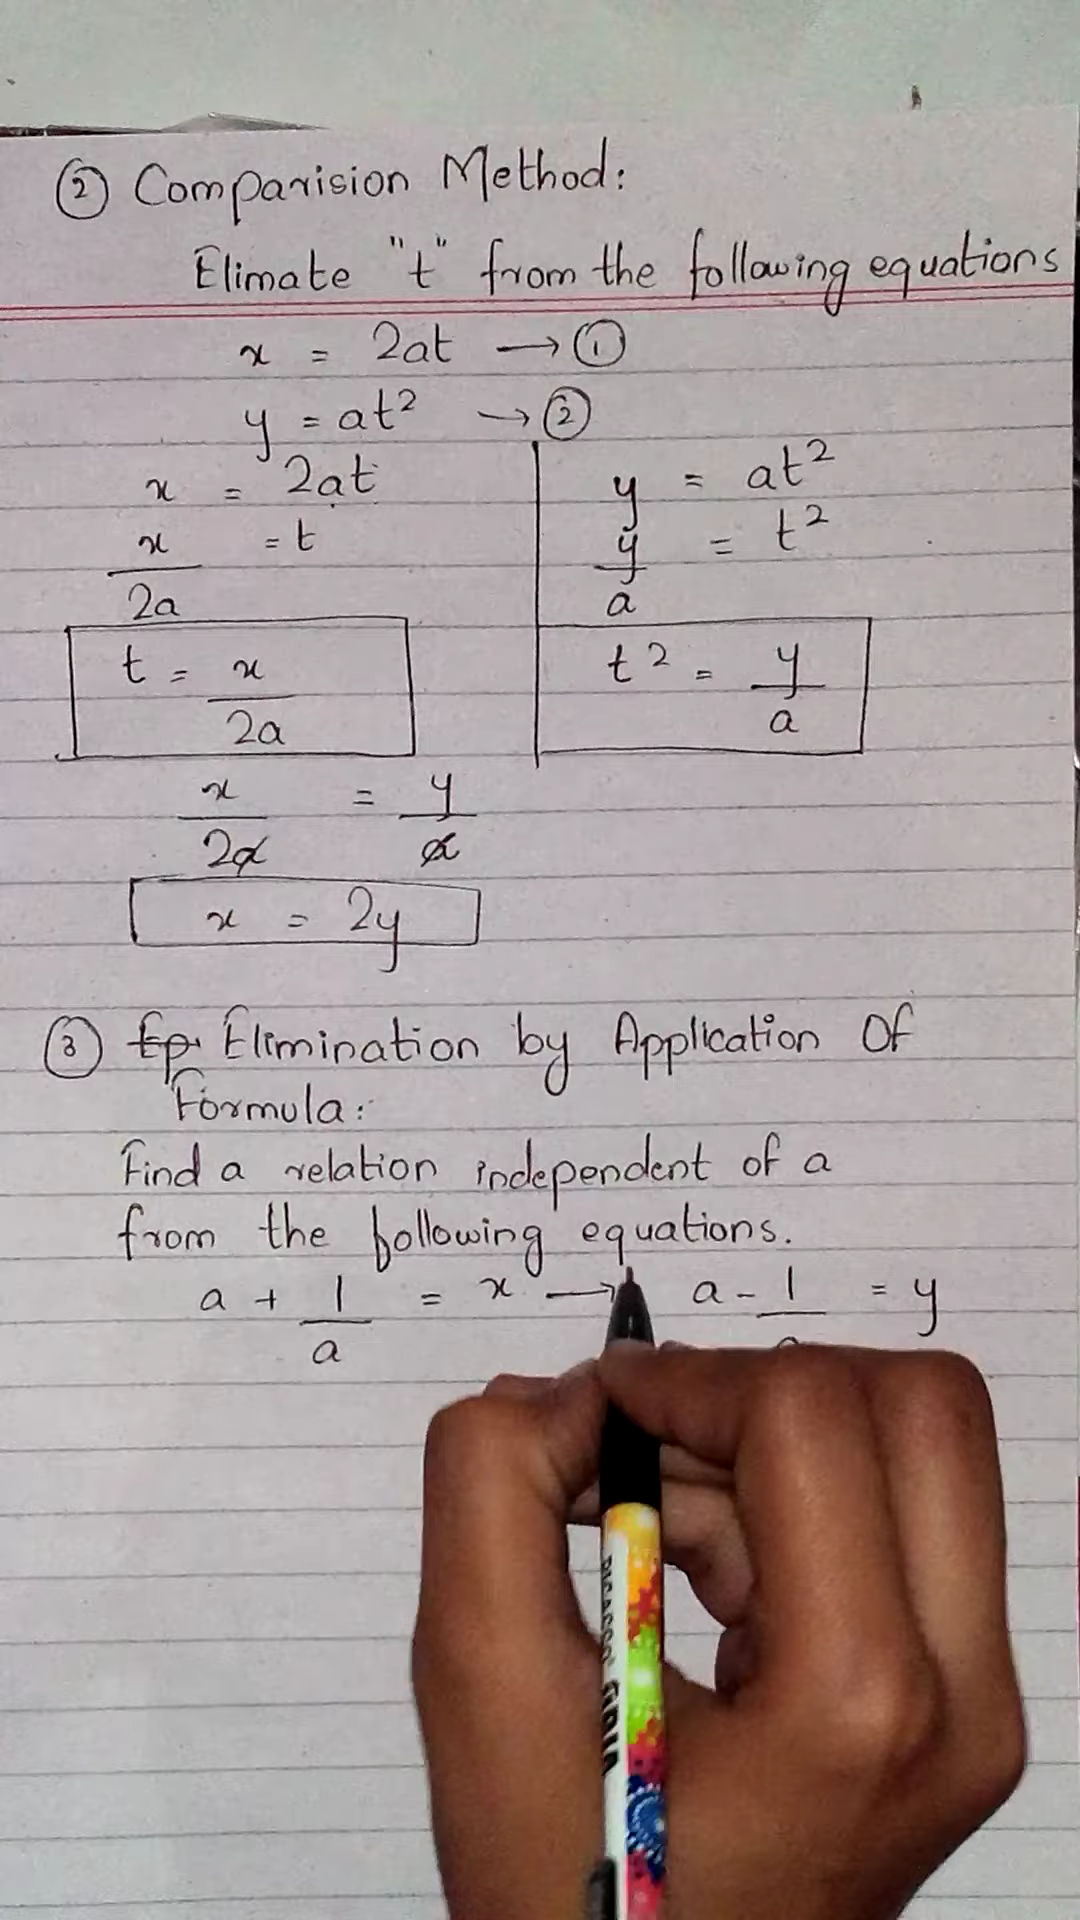 ② Comparision Method:
Elimate "t" from the following equations
x = 2at → ①
y = at² → ②
x = 2at
x/2a = t
t = x/2a
y = at²
y/a = t²
t² = y/a
x/2a = y/a
x = 2y
③ Ep Elimination by Application Of
Formula:
Find a relation independent of a
from the following equations.
a + 1/a = x → a - 1/a = y